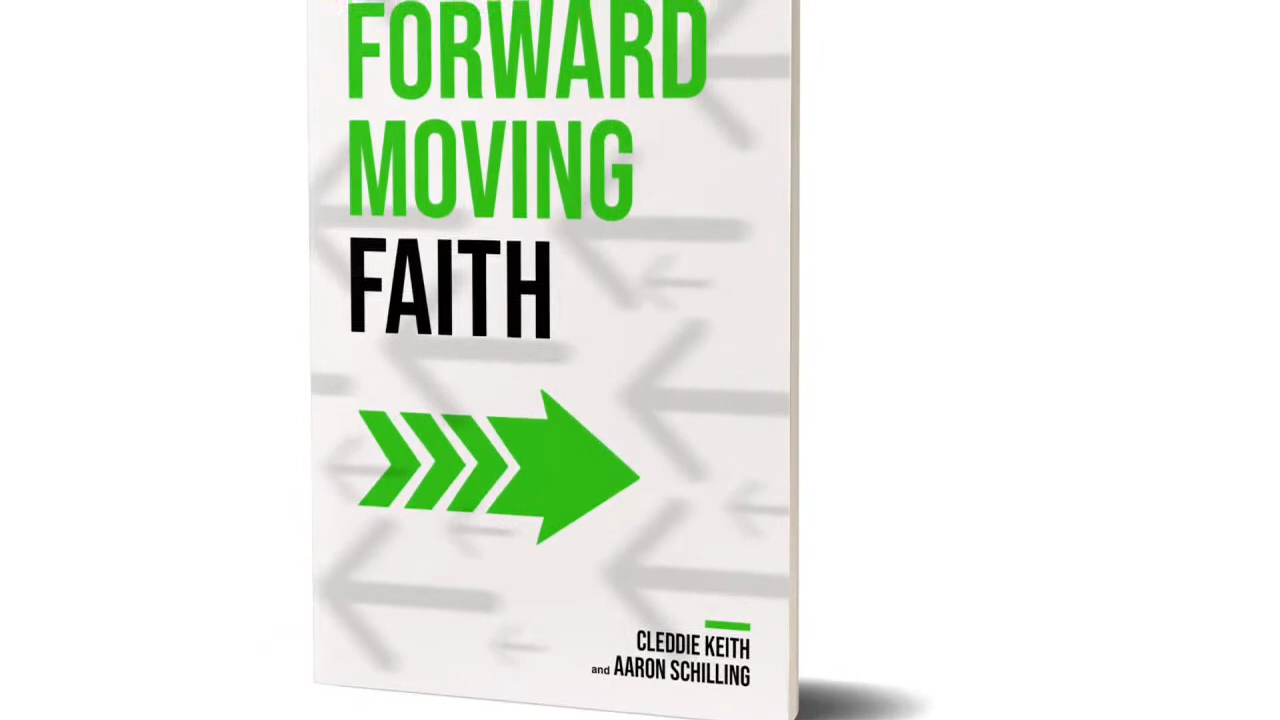 FORWARD
MOVING
FAITH
CLEDDIE KEITH
and AARON SCHILLING